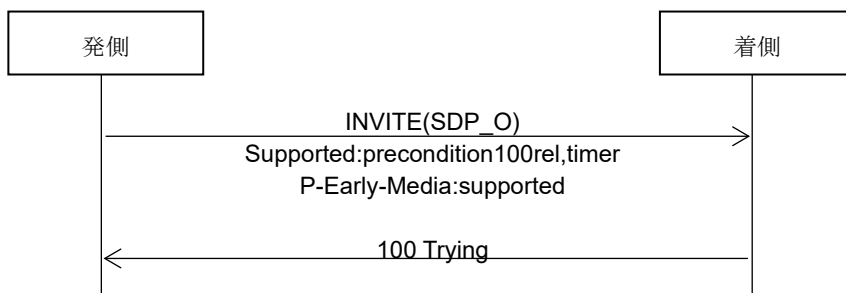 発側
着側
INVITE(SDP_O)
Supported:precondition100rel,timer
P-Early-Media:supported
100 Trying